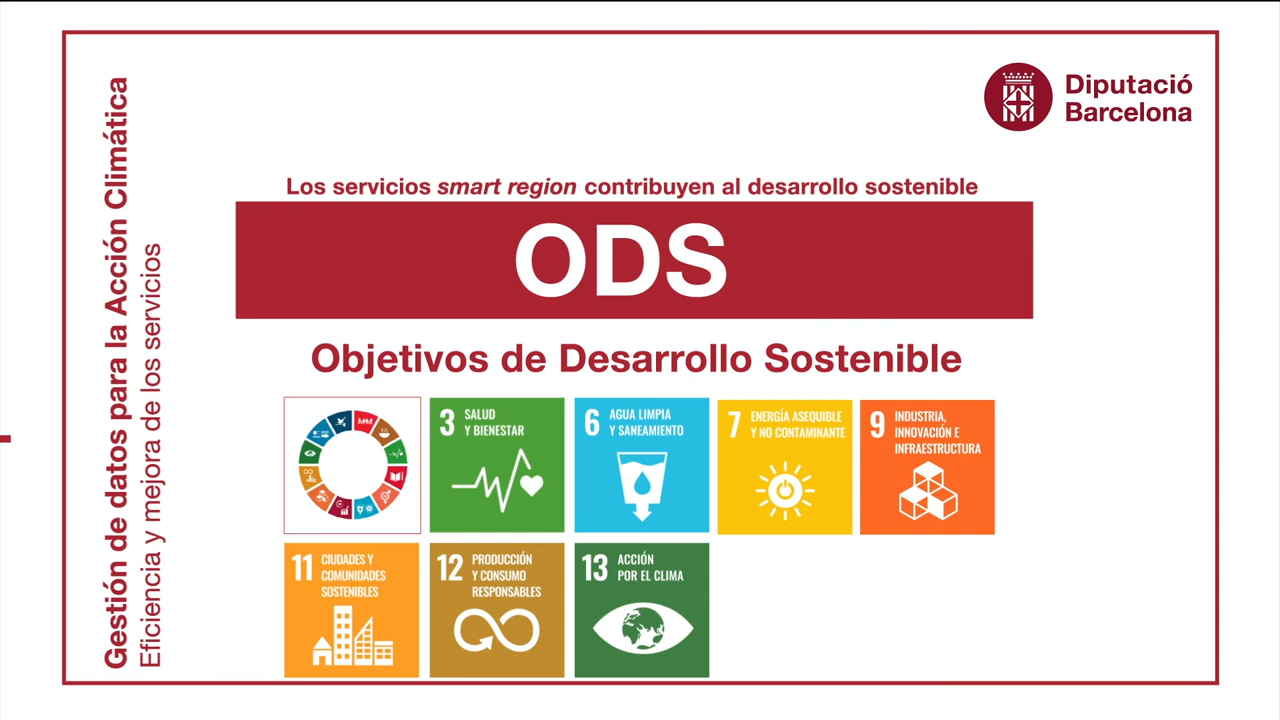 Gestión de datos para la Acción Climática
Eficiencia y mejora de los servicios
Diputació
Barcelona
Los servicios smart region contribuyen al desarrollo sostenible
ODS
Objetivos de Desarrollo Sostenible
3 SALUD
Y BIENESTAR
6 AGUA LIMPIA
Y SANEAMIENTO
7 ENERGÍA ASEQUIBLE
Y NO CONTAMINANTE
9 INDUSTRIA,
INNOVACIÓN E
INFRAESTRUCTURA
11 CIUDADES Y
COMUNIDADES
SOSTENIBLES
12 PRODUCCIÓN
Y CONSUMO
RESPONSABLES
13 ACCIÓN
POR EL CLIMA